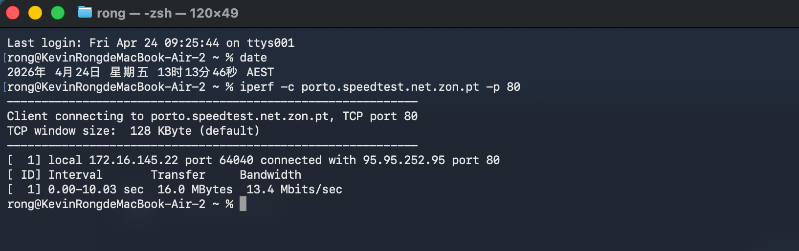 rong — -zsh — 120×49
Last login: Fri Apr 24 09:25:44 on ttys001
[rong@KevinRongdeMacBook-Air-2 ~ % date
2026年 4月24日 星期五 13时13分46秒 AEST
[rong@KevinRongdeMacBook-Air-2 ~ % iperf -c porto.speedtest.net.zon.pt -p 80
------------------------------------------------------------
Client connecting to porto.speedtest.net.zon.pt, TCP port 80
TCP window size:  128 KByte (default)
------------------------------------------------------------
[  1] local 172.16.145.22 port 64040 connected with 95.95.252.95 port 80
[ ID] Interval       Transfer     Bandwidth
[  1] 0.00-10.03 sec  16.0 MBytes  13.4 Mbits/sec
rong@KevinRongdeMacBook-Air-2 ~ %